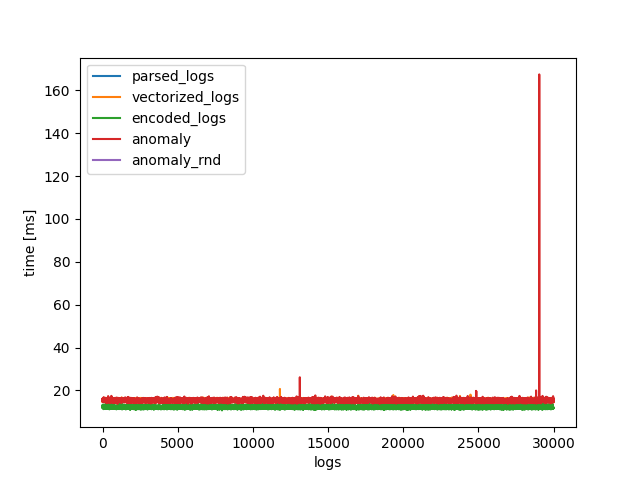 parsed_logs
vectorized_logs
encoded_logs
anomaly
anomaly_rnd
time [ms]
160
140
120
100
80
60
40
20
0 5000 10000 15000 20000 25000 30000
logs